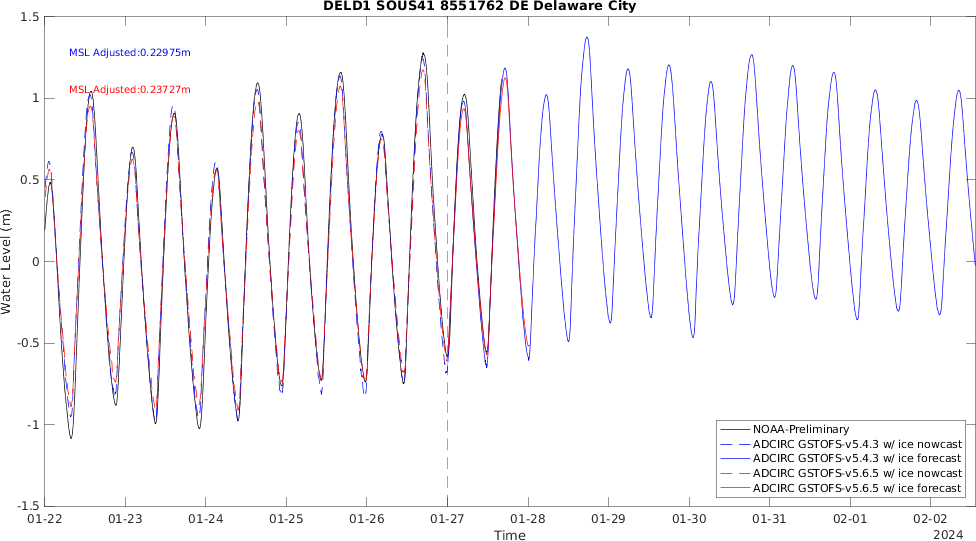 DELD1 SOUS41 8551762 DE Delaware City
1.5
MSL Adjusted:0.22975m
MSL Adjusted:0.23727m
1
0.5
0
-0.5
-1
-1.5
Water Level (m)
NOAA-Preliminary
ADCIRC GSTOFS-v5.4.3 w/ ice nowcast
ADCIRC GSTOFS-v5.4.3 w/ ice forecast
ADCIRC GSTOFS-v5.6.5 w/ ice nowcast
ADCIRC GSTOFS-v5.6.5 w/ ice forecast
01-22 01-23 01-24 01-25 01-26 01-27 01-28 01-29 01-30 01-31 02-01 02-02
Time
2024